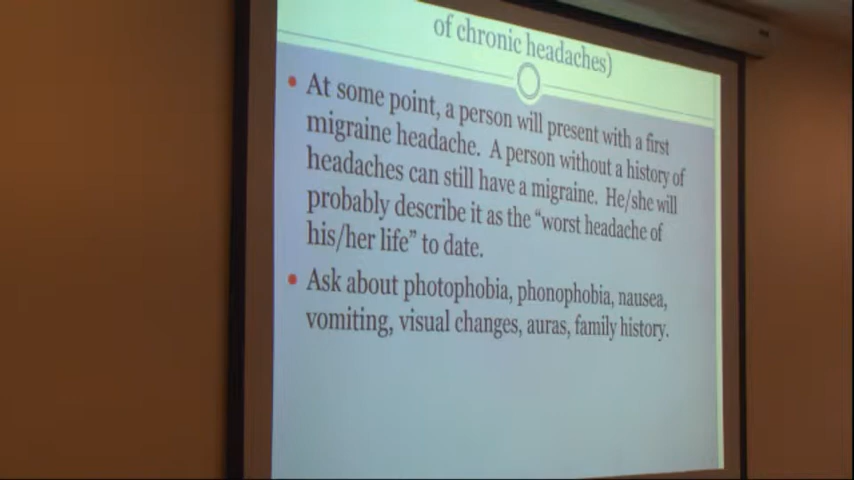 of chronic headaches)
• At some point, a person will present with a first
migraine headache. A person without a history of
headaches can still have a migraine. He/she will
probably describe it as the "worst headache of
his/her life" to date.
• Ask about photophobia, phonophobia, nausea,
vomiting, visual changes, auras, family history.